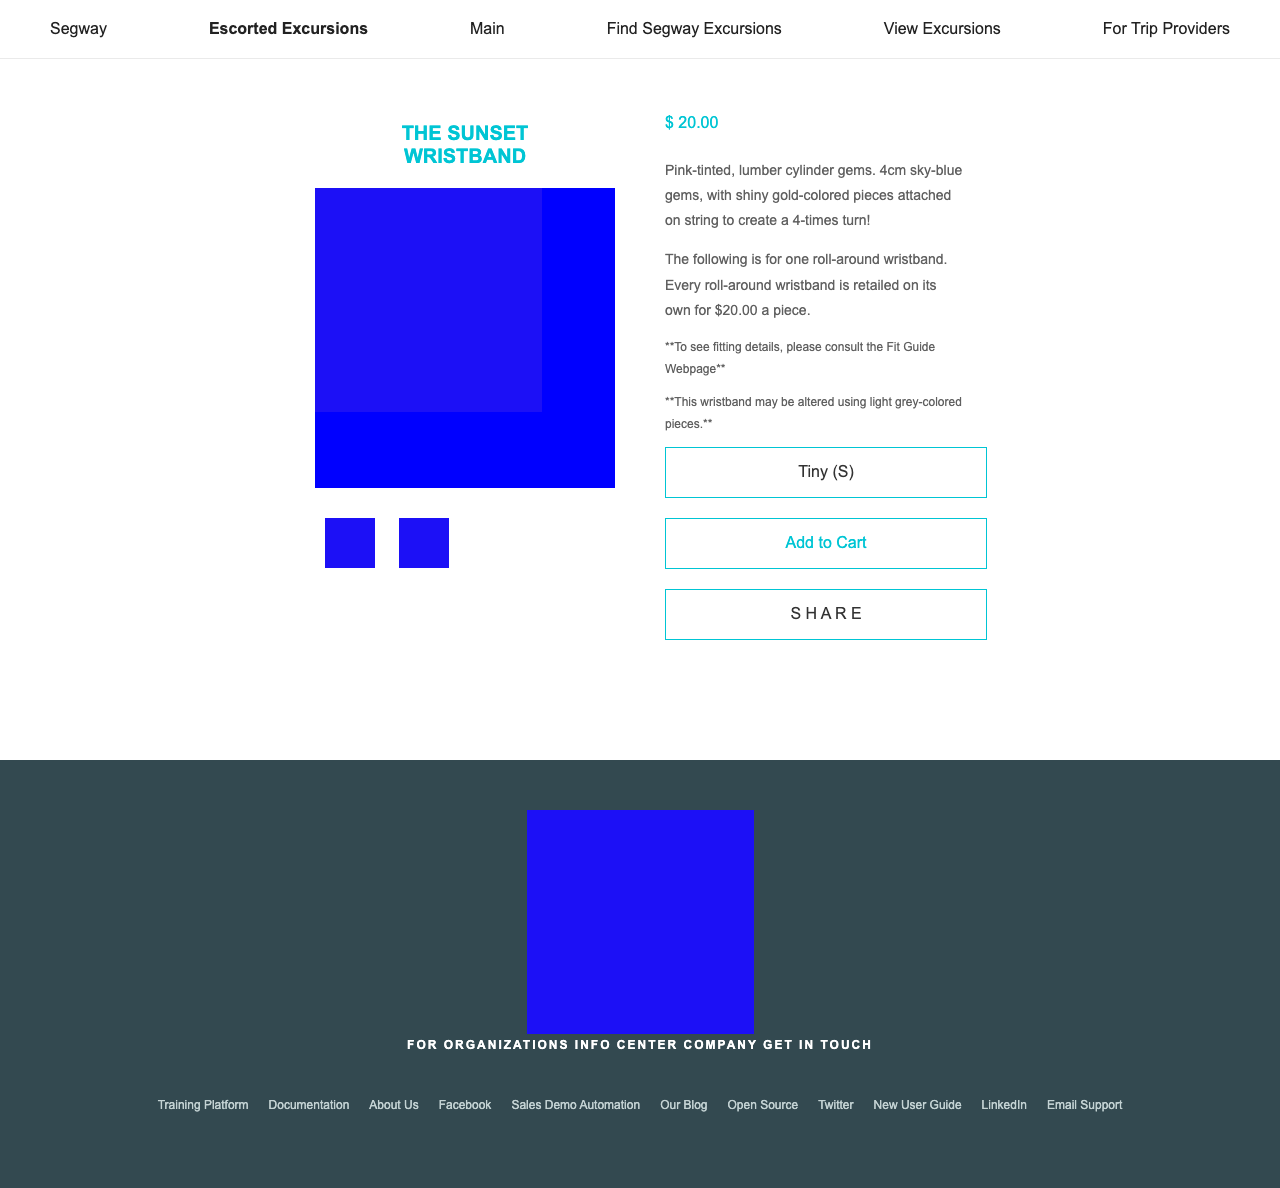 Segway Escorted Excursions Main Find Segway Excursions View Excursions For Trip Providers
THE SUNSET
WRISTBAND
$ 20.00
Pink-tinted, lumber cylinder gems. 4cm sky-blue
gems, with shiny gold-colored pieces attached
on string to create a 4-times turn!
The following is for one roll-around wristband.
Every roll-around wristband is retailed on its
own for $20.00 a piece.
**To see fitting details, please consult the Fit Guide
Webpage**
**This wristband may be altered using light grey-colored
pieces.**
Tiny (S)
Add to Cart
SHARE
FOR ORGANIZATIONS INFO CENTER COMPANY GET IN TOUCH
Training Platform Documentation About Us Facebook Sales Demo Automation Our Blog Open Source Twitter New User Guide LinkedIn Email Support